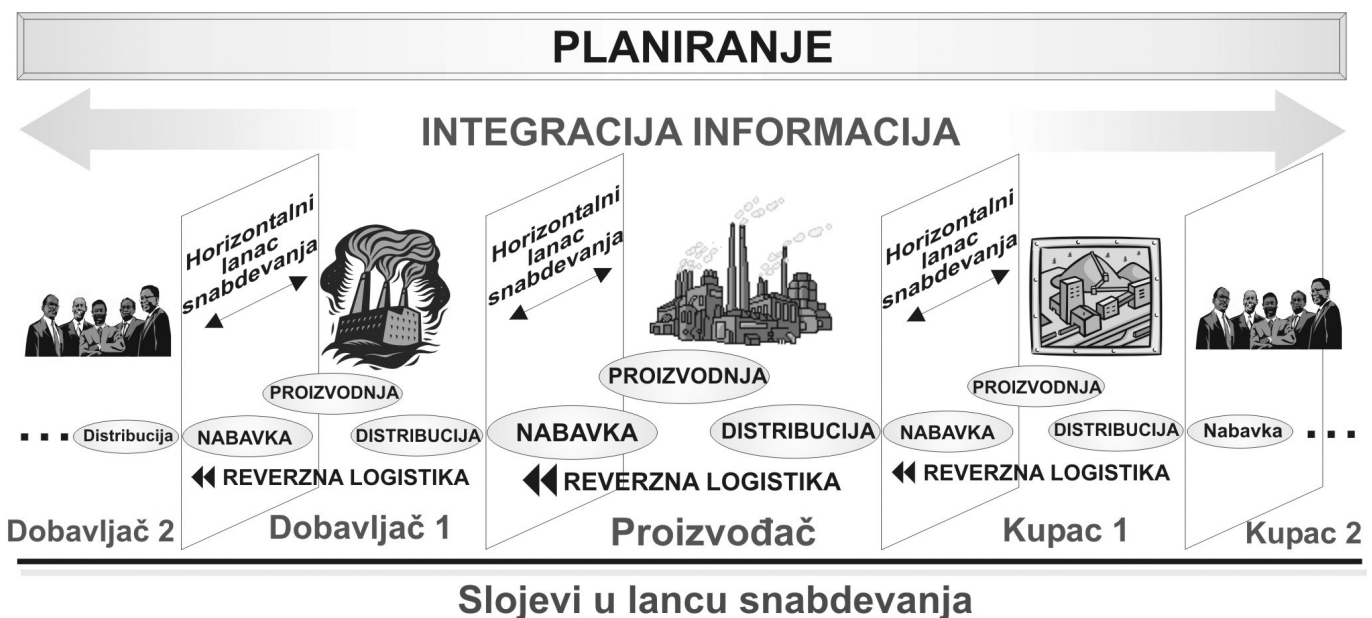 PLANIRANJE
INTEGRACIJA INFORMACIJA
Horizontalni
lanac
snabdevanja
Horizontalni
lanac
snabdevanja
Horizontalni
lanac
snabdevanja
PROIZVODNJA
PROIZVODNJA
PROIZVODNJA
... Distribucija
NABAVKA
DISTRIBUCIJA
NABAVKA
DISTRIBUCIJA
NABAVKA
DISTRIBUCIJA
Nabavka ...
REVERZNA LOGISTIKA
REVERZNA LOGISTIKA
REVERZNA LOGISTIKA
Dobavljač 2
Dobavljač 1
Proizvođač
Kupac 1
Kupac 2
Slojevi u lancu snabdevanja